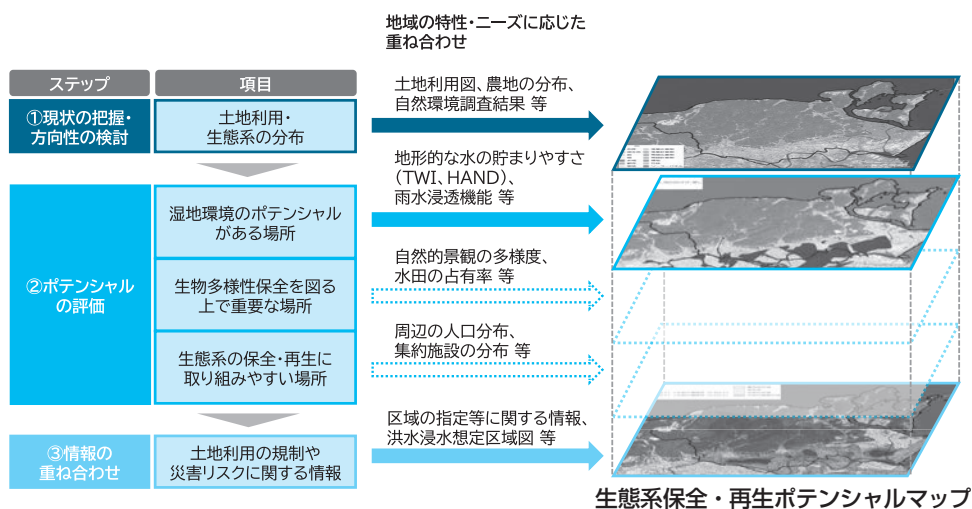 地域の特性・ニーズに応じた
重ね合わせ
ステップ
項目
①現状の把握・
方向性の検討
土地利用・
生態系の分布
土地利用図、農地の分布、
自然環境調査結果 等
地形的な水の貯まりやすさ
(TWI、HAND)、
雨水浸透機能 等
②ポテンシャル
の評価
湿地環境のポテンシャル
がある場所
自然的景観の多様度、
水田の占有率 等
生物多様性保全を図る
上で重要な場所
周辺の人口分布、
集約施設の分布 等
生態系の保全・再生に
取り組みやすい場所
区域の指定等に関する情報、
洪水浸水想定区域図 等
③情報の
重ね合わせ
土地利用の規制や
災害リスクに関する情報
生態系保全・再生ポテンシャルマップ